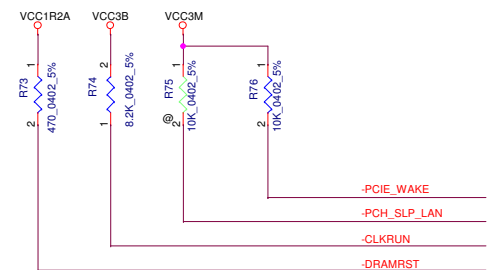 VCC1R2A VCC3B VCC3M
1 2 1 1
R73 470_0402_5%
R74 8.2K_0402_5%
R75 10K_0402_5%
R76 10K_0402_5%
@
2 1 2 2
-PCIE_WAKE
-PCH_SLP_LAN
-CLKRUN
-DRAMRST